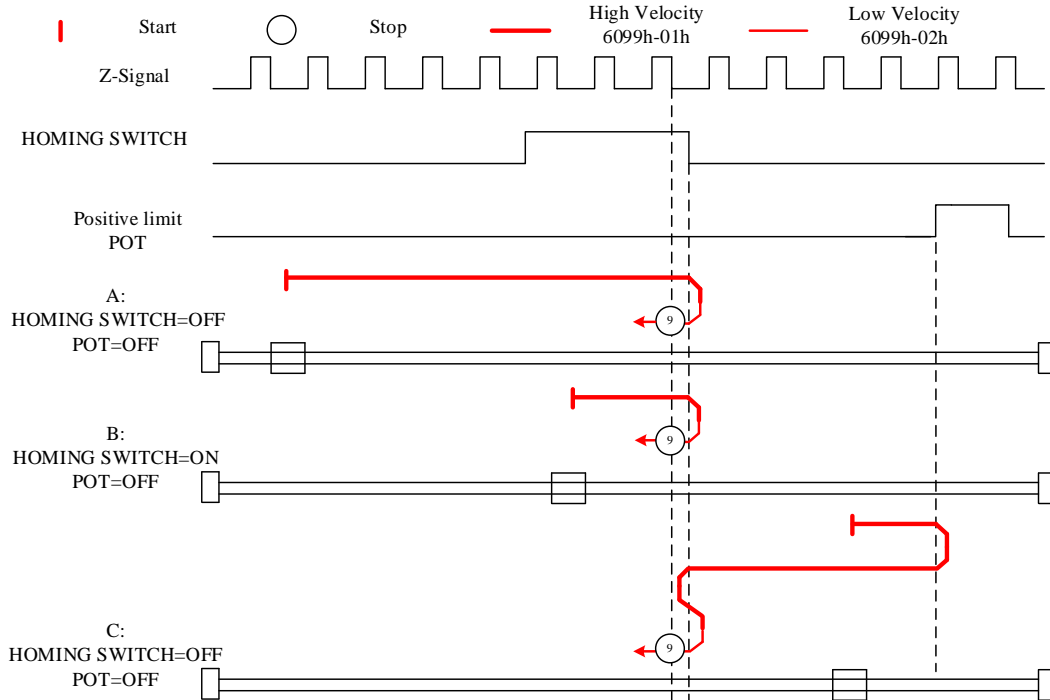 Start
Stop
High Velocity
6099h-01h
Low Velocity
6099h-02h
Z-Signal
HOMING SWITCH
Positive limit
POT
A:
HOMING SWITCH=OFF
POT=OFF
9
B:
HOMING SWITCH=ON
POT=OFF
9
C:
HOMING SWITCH=OFF
POT=OFF
9